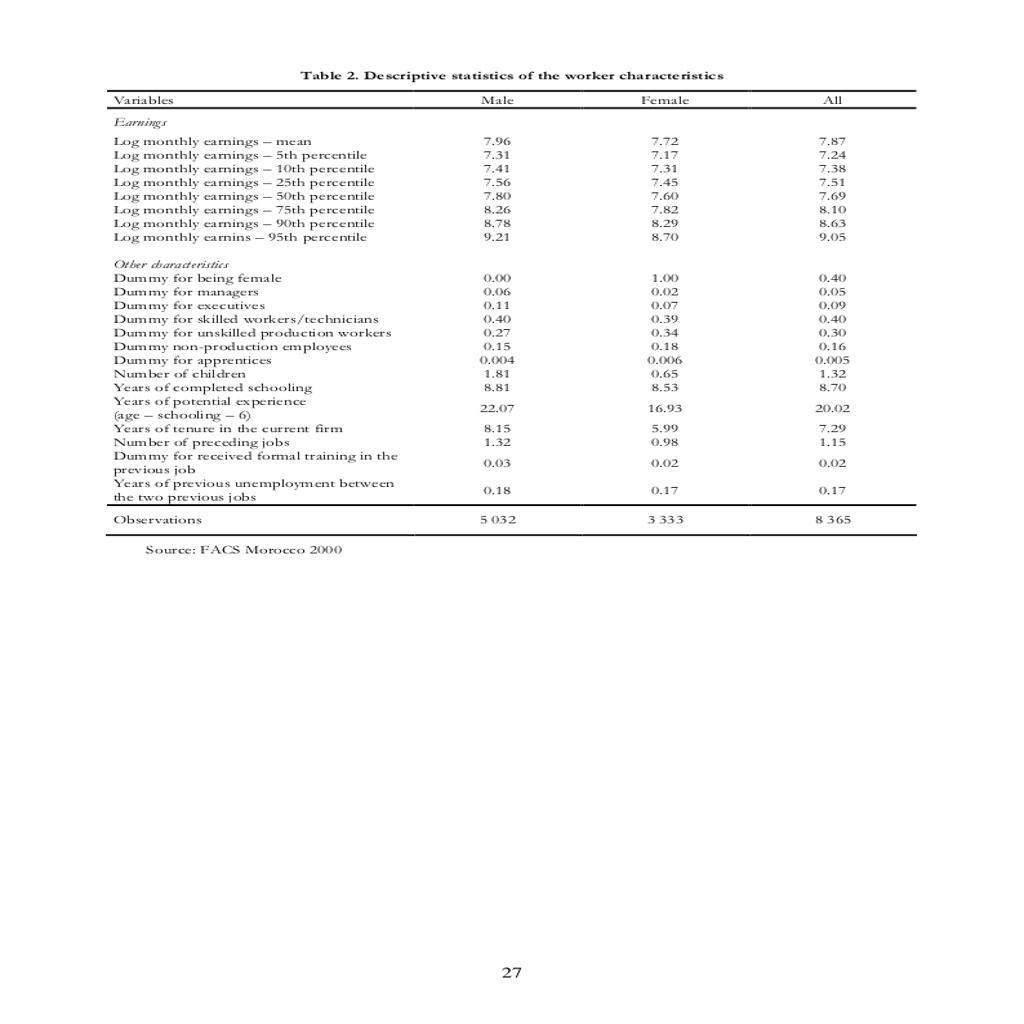 Table 2. Descriptive statistics of the worker characteristics
Variables Male Female All
Earnings
Log monthly earnings – mean 7.96 7.72 7.87
Log monthly earnings – 5th percentile 7.31 7.17 7.24
Log monthly earnings – 10th percentile 7.41 7.31 7.38
Log monthly earnings – 25th percentile 7.56 7.45 7.51
Log monthly earnings – 50th percentile 7.80 7.60 7.69
Log monthly earnings – 75th percentile 8.26 7.82 8.10
Log monthly earnings – 90th percentile 8.78 8.29 8.63
Log monthly earnins – 95th percentile 9.21 8.70 9.05
Other characteristics
Dummy for being female 0.00 1.00 0.40
Dummy for managers 0.06 0.02 0.05
Dummy for executives 0.11 0.07 0.09
Dummy for skilled workers/technicians 0.40 0.39 0.40
Dummy for unskilled production workers 0.27 0.34 0.30
Dummy non-production employees 0.15 0.18 0.16
Dummy for apprentices 0.004 0.006 0.005
Number of children 1.81 0.65 1.32
Years of completed schooling 8.81 8.53 8.70
Years of potential experience
(age – schooling – 6) 22.07 16.93 20.02
Years of tenure in the current firm 8.15 5.99 7.29
Number of preceding jobs 1.32 0.98 1.15
Dummy for received formal training in the
previous job 0.03 0.02 0.02
Years of previous unemployment between
the two previous jobs 0.18 0.17 0.17
Observations 5 032 3 333 8 365
Source: FACS Morocco 2000
27